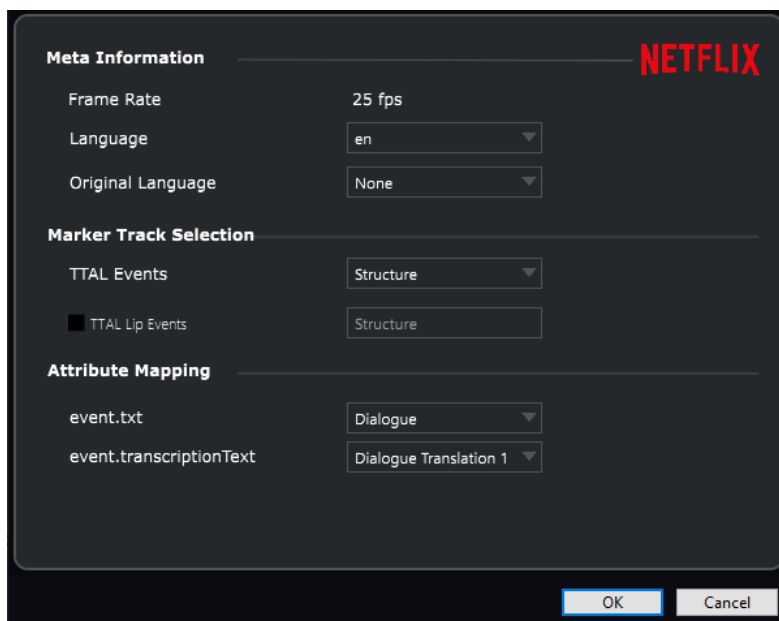 Meta Information
NETFLIX
Frame Rate 25 fps
Language en
Original Language None
Marker Track Selection
TTAL Events Structure
TTAL Lip Events Structure
Attribute Mapping
event.txt Dialogue
event.transcriptionText Dialogue Translation 1
OK Cancel